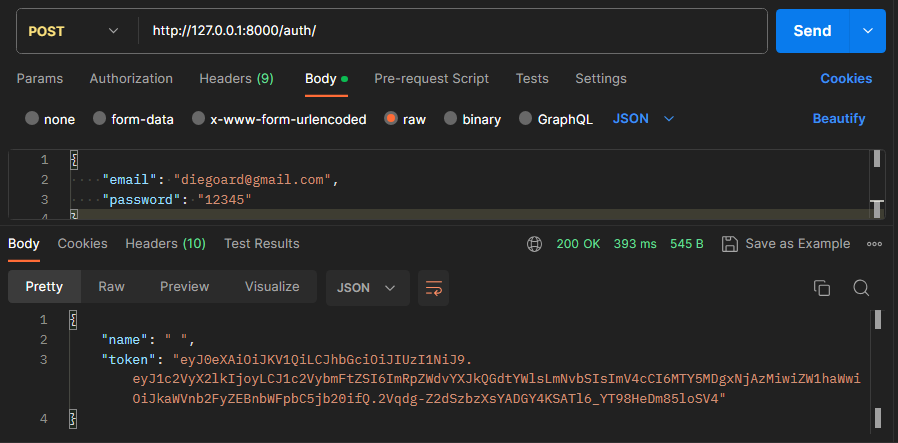 POST http://127.0.0.1:8000/auth/ Send
Params Authorization Headers (9) Body Pre-request Script Tests Settings Cookies
none form-data x-www-form-urlencoded raw binary GraphQL JSON Beautify
1 {
2 "email": "diegoard@gmail.com",
3 "password": "12345"
4 }
Body Cookies Headers (10) Test Results 200 OK 393 ms 545 B Save as Example
Pretty Raw Preview Visualize JSON
1 {
2 "name": " ",
3 "token": "eyJ0eXAiOiJKV1QiLCJhbGciOiJIUzI1NiJ9.
eyJ1c2VyX2lkIjoyLCJ1c2VybmFtZSI6ImRpZWdvYXJkQGdtYWlsLmNvbSIsImV4cCI6MTY5MDgxNjAzMiwiZW1haWwi
OiJkaWVnb2FyZEBnbWFpbC5jb20ifQ.2Vqdg-Z2dSzbzXsYADGY4KSATl6_YT98HeDm85loSV4"
4 }